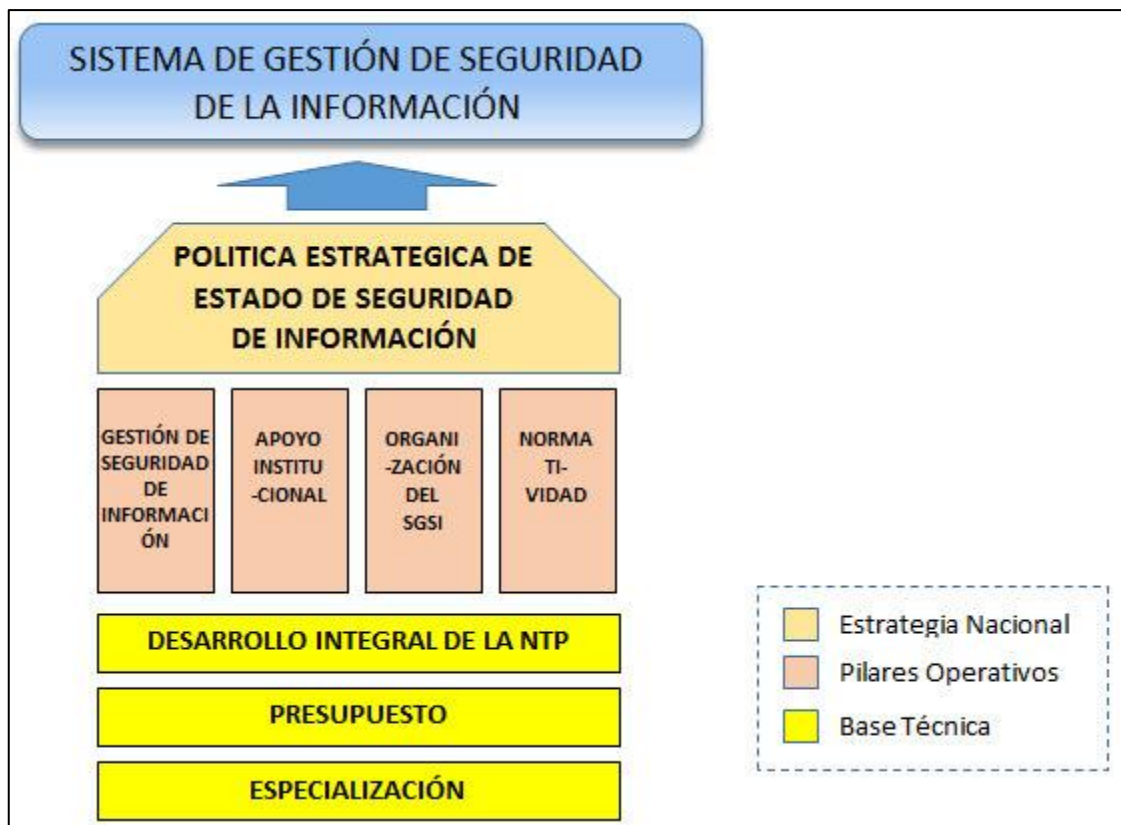 SISTEMA DE GESTIÓN DE SEGURIDAD
DE LA INFORMACIÓN
POLITICA ESTRATEGICA DE
ESTADO DE SEGURIDAD
DE INFORMACIÓN
GESTIÓN DE
SEGURIDAD
DE
INFORMACI
ÓN
APOYO
INSTITU
-CIONAL
ORGANI
-ZACIÓN
DEL
SGSI
NORMA
TI-
VIDAD
DESARROLLO INTEGRAL DE LA NTP
PRESUPUESTO
ESPECIALIZACIÓN
Estrategia Nacional
Pilares Operativos
Base Técnica